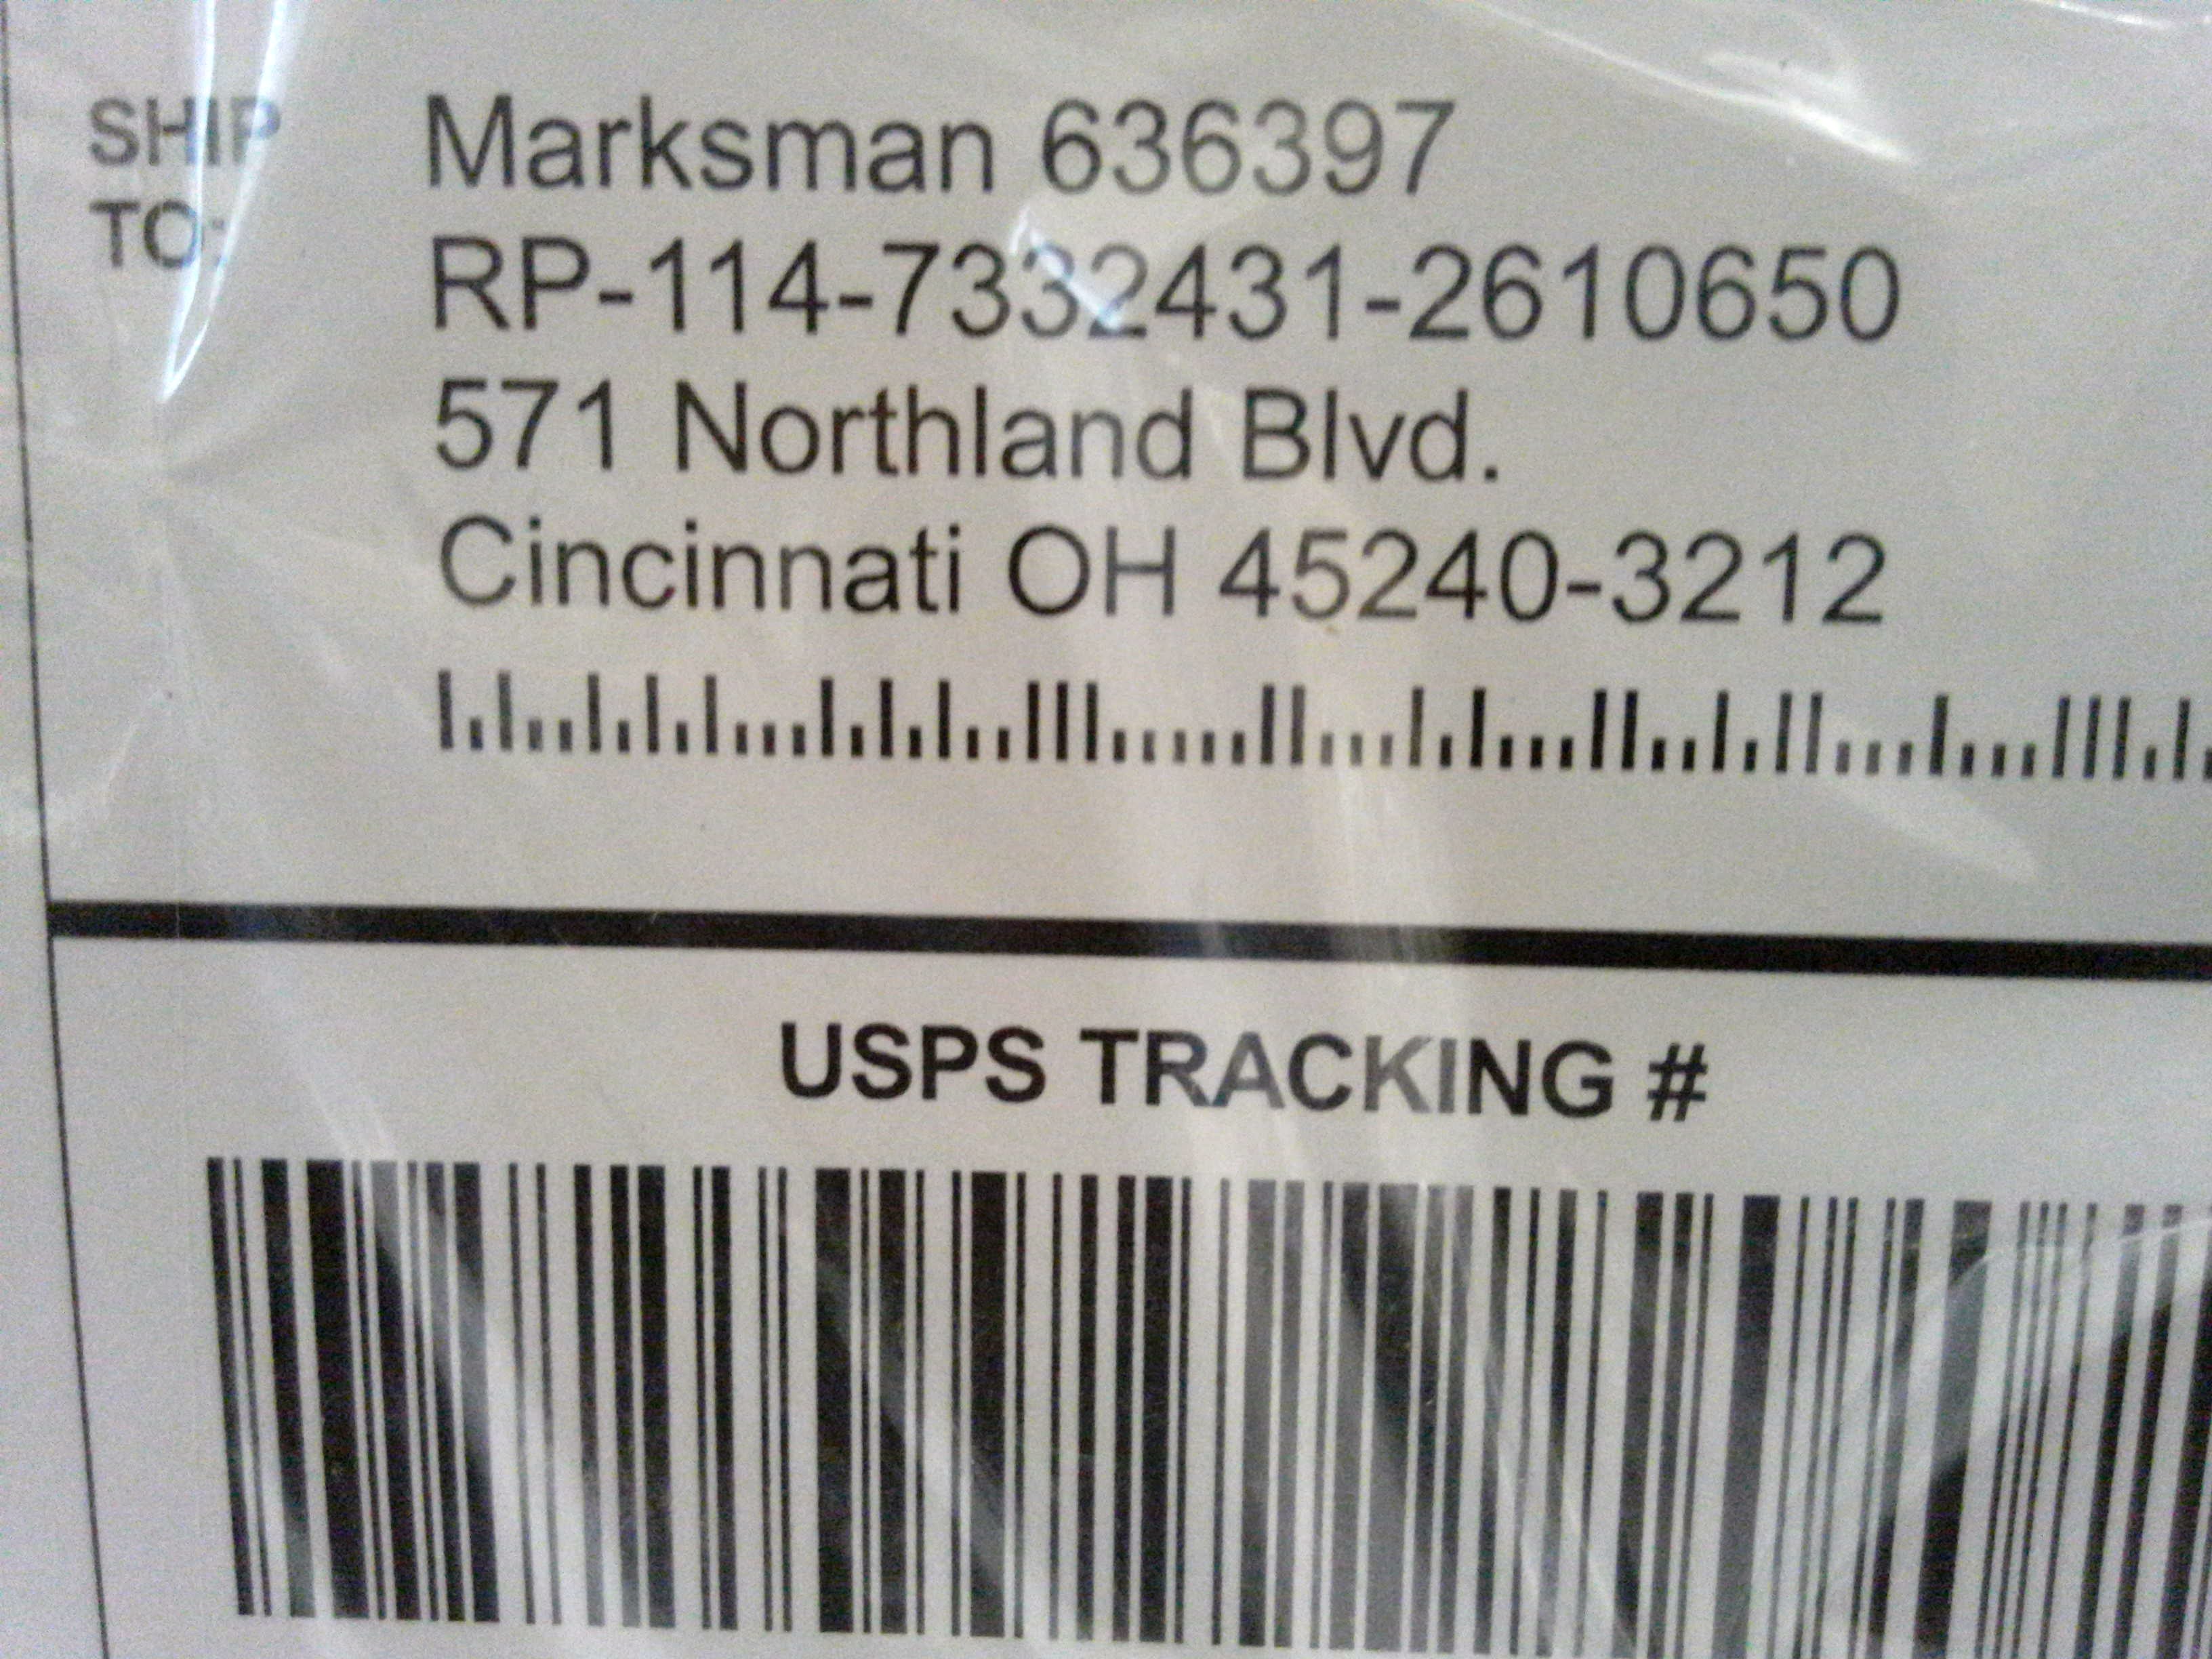 SHIP
TO:
Marksman 636397
RP-114-7332431-2610650
571 Northland Blvd.
Cincinnati OH 45240-3212
USPS TRACKING #